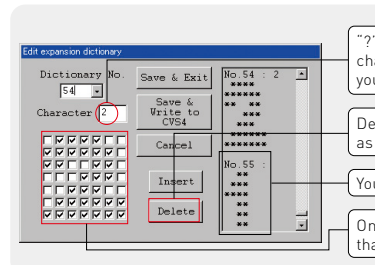 Edit expansion dictionary
Dictionary No.
54
Character 2
Save & Exit
Save &
Write to
CVS4
Cancel
Insert
Delete
No.54 : 2
****
******
** **
***
***
******
*******
No.55 :
**
***
****
**
**
**
"?"
cha
you
De
as
You
On
tha